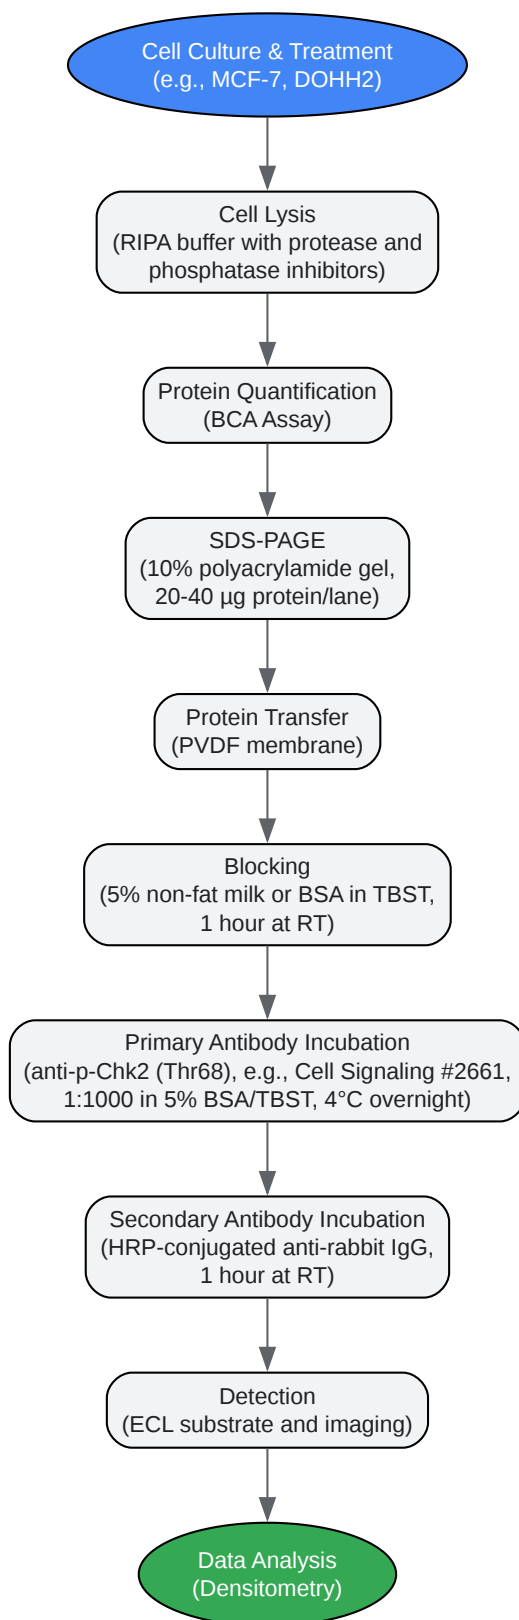 Cell Culture & Treatment
(e.g., MCF-7, DOHH2)
Cell Lysis
(RIPA buffer with protease and
phosphatase inhibitors)
Protein Quantification
(BCA Assay)
SDS-PAGE
(10% polyacrylamide gel,
20-40 µg protein/lane)
Protein Transfer
(PVDF membrane)
Blocking
(5% non-fat milk or BSA in TBST,
1 hour at RT)
Primary Antibody Incubation
(anti-p-Chk2 (Thr68), e.g., Cell Signaling #2661,
1:1000 in 5% BSA/TBST, 4°C overnight)
Secondary Antibody Incubation
(HRP-conjugated anti-rabbit IgG,
1 hour at RT)
Detection
(ECL substrate and imaging)
Data Analysis
(Densitometry)